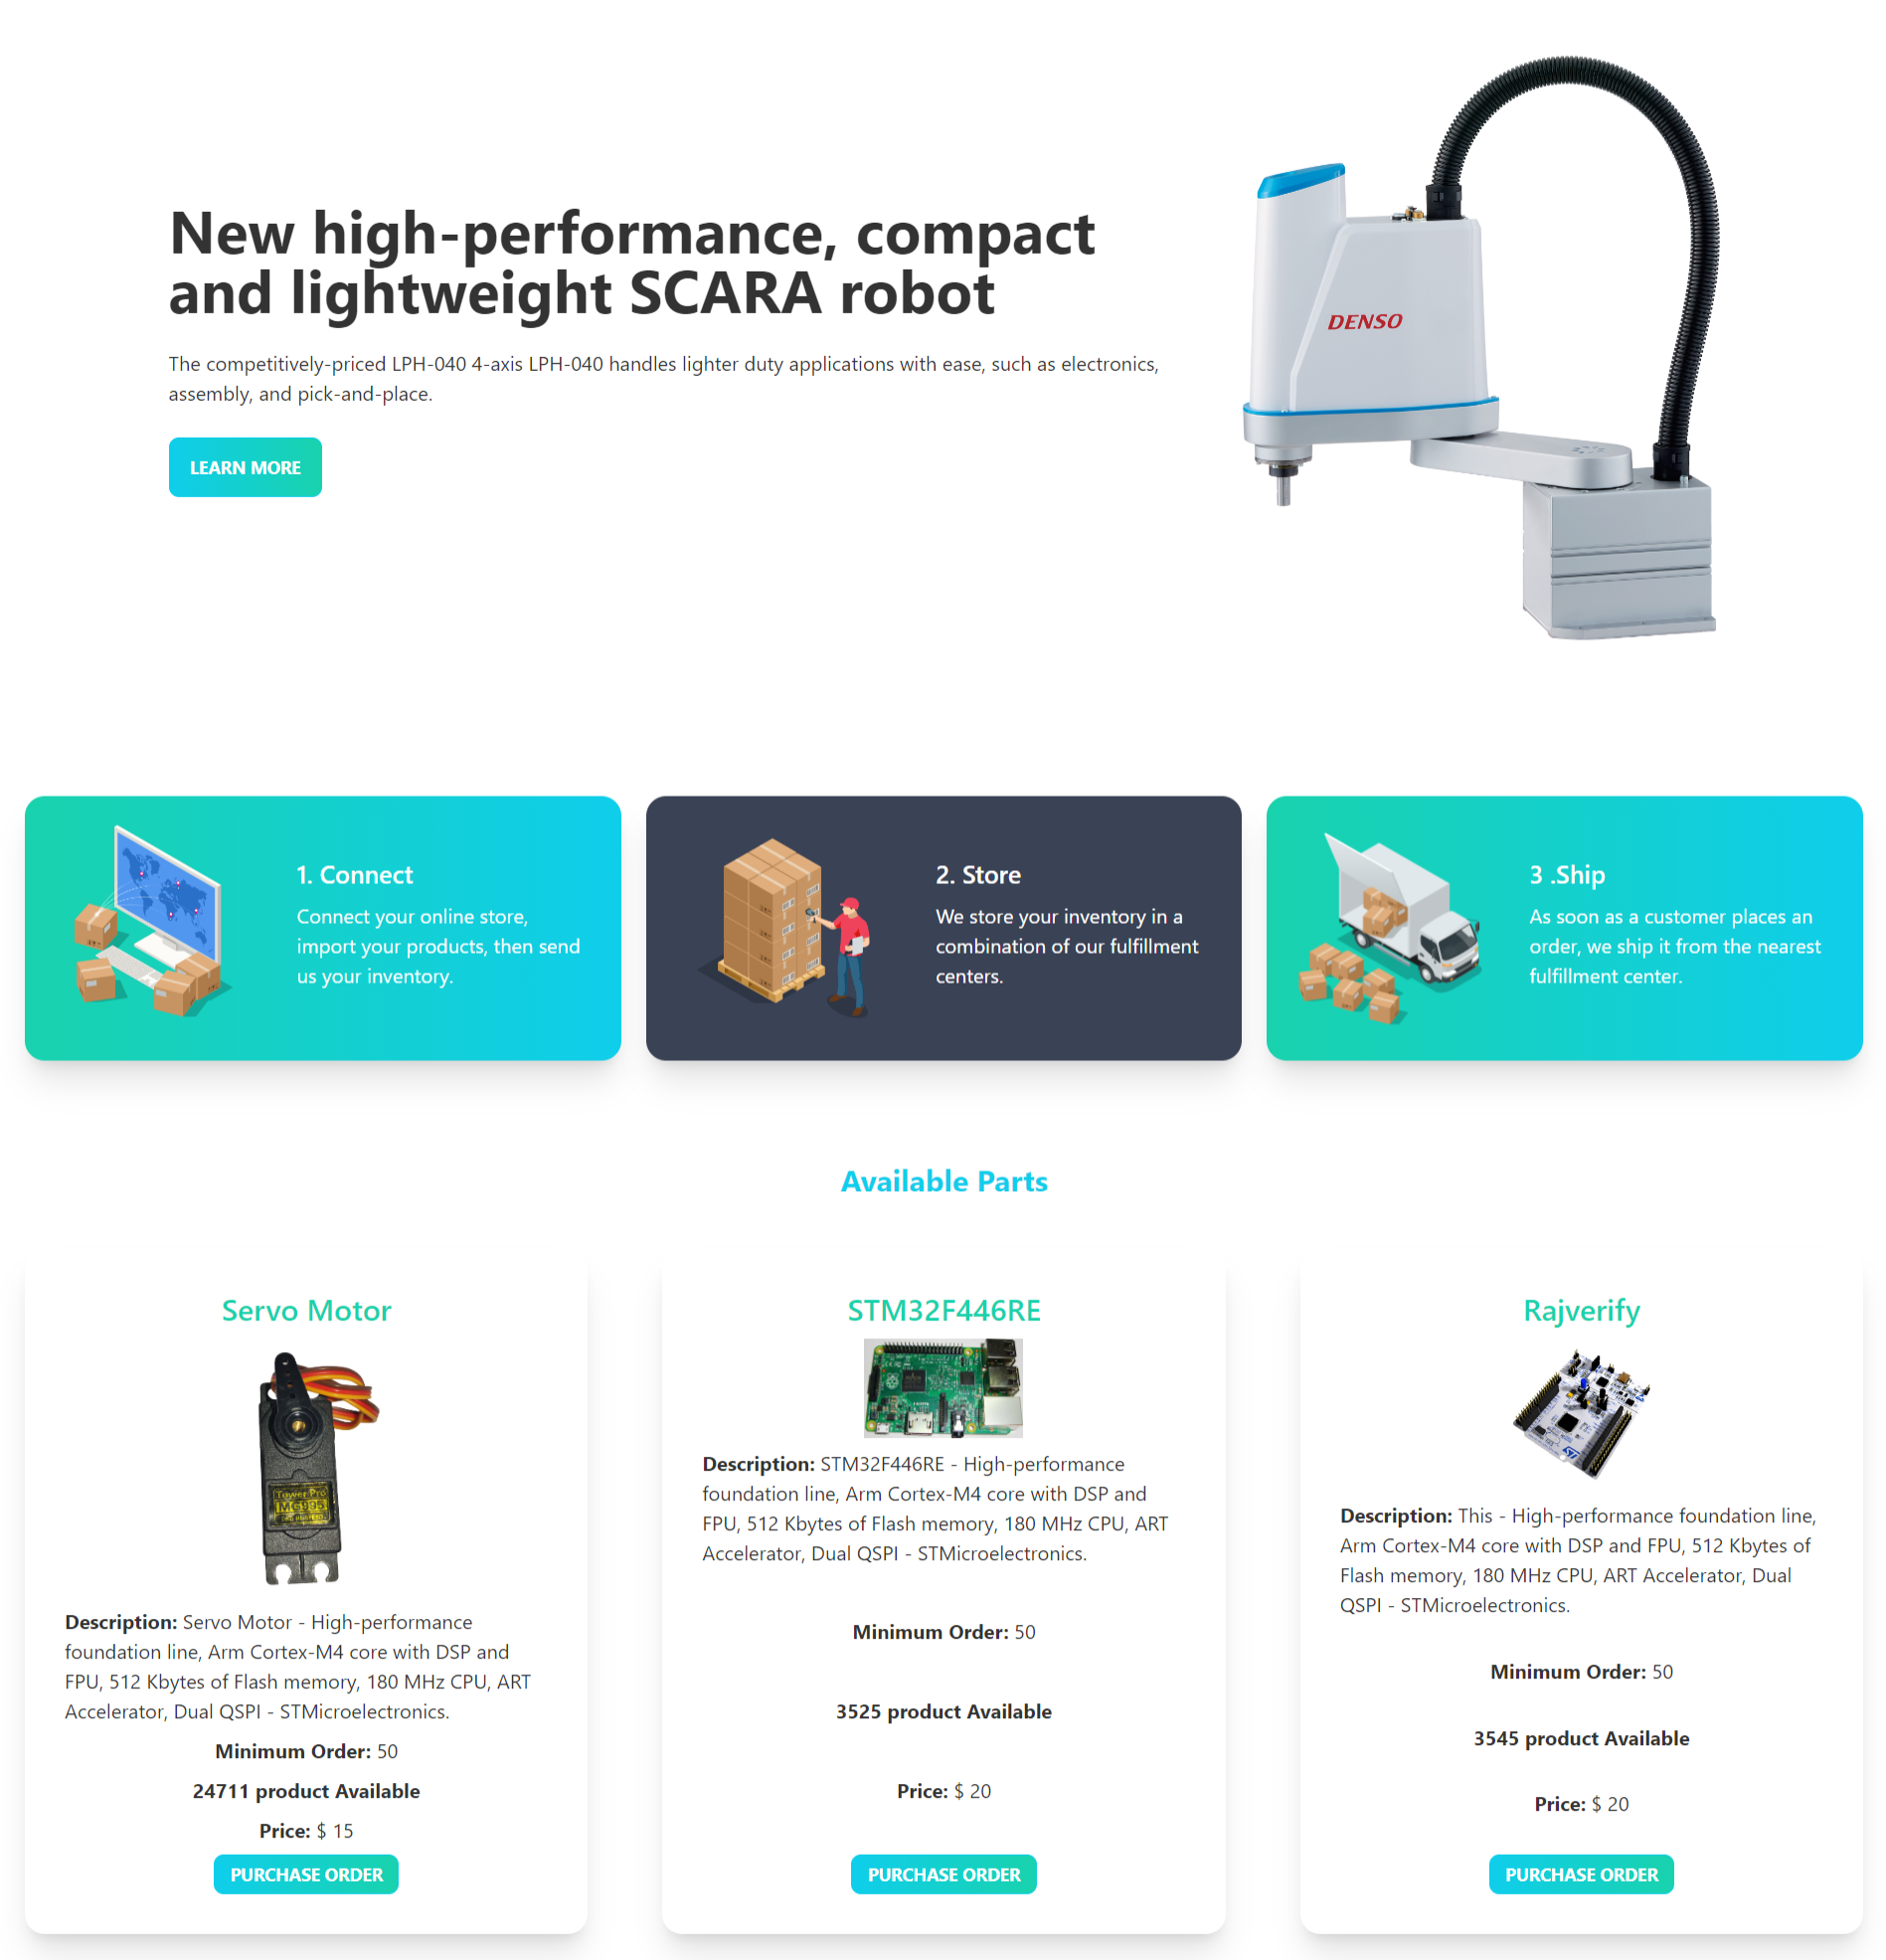 New high-performance, compact
and lightweight SCARA robot
The competitively-priced LPH-040 4-axis LPH-040 handles lighter duty applications with ease, such as electronics,
assembly, and pick-and-place.
LEARN MORE
DENSO
1. Connect
Connect your online store,
import your products, then send
us your inventory.
2. Store
We store your inventory in a
combination of our fulfillment
centers.
3 .Ship
As soon as a customer places an
order, we ship it from the nearest
fulfillment center.
Available Parts
Servo Motor
Tower Pro
MG995
Description: Servo Motor - High-performance
foundation line, Arm Cortex-M4 core with DSP and
FPU, 512 Kbytes of Flash memory, 180 MHz CPU, ART
Accelerator, Dual QSPI - STMicroelectronics.
Minimum Order: 50
24711 product Available
Price: $ 15
PURCHASE ORDER
STM32F446RE
Description: STM32F446RE - High-performance
foundation line, Arm Cortex-M4 core with DSP and
FPU, 512 Kbytes of Flash memory, 180 MHz CPU, ART
Accelerator, Dual QSPI - STMicroelectronics.
Minimum Order: 50
3525 product Available
Price: $ 20
PURCHASE ORDER
Rajverify
ST
Description: This - High-performance foundation line,
Arm Cortex-M4 core with DSP and FPU, 512 Kbytes of
Flash memory, 180 MHz CPU, ART Accelerator, Dual
QSPI - STMicroelectronics.
Minimum Order: 50
3545 product Available
Price: $ 20
PURCHASE ORDER